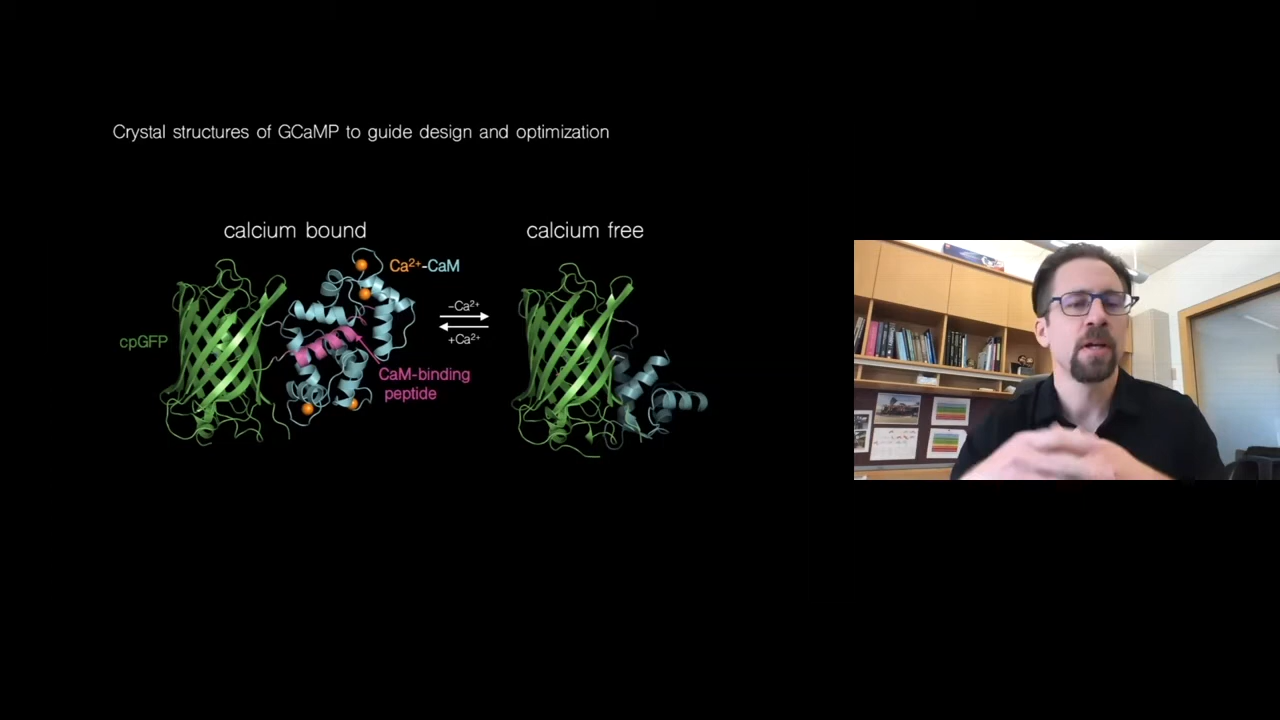 Crystal structures of GCaMP to guide design and optimization
calcium bound
calcium free
Ca²⁺-CaM
–Ca²⁺
+Ca²⁺
cpGFP
CaM-binding
peptide